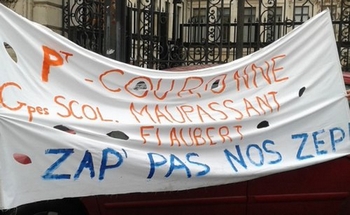 PT - COURONNE
Gpes SCOL. MAUPASSANT
FLAUBERT
ZAP' PAS NOS ZEP